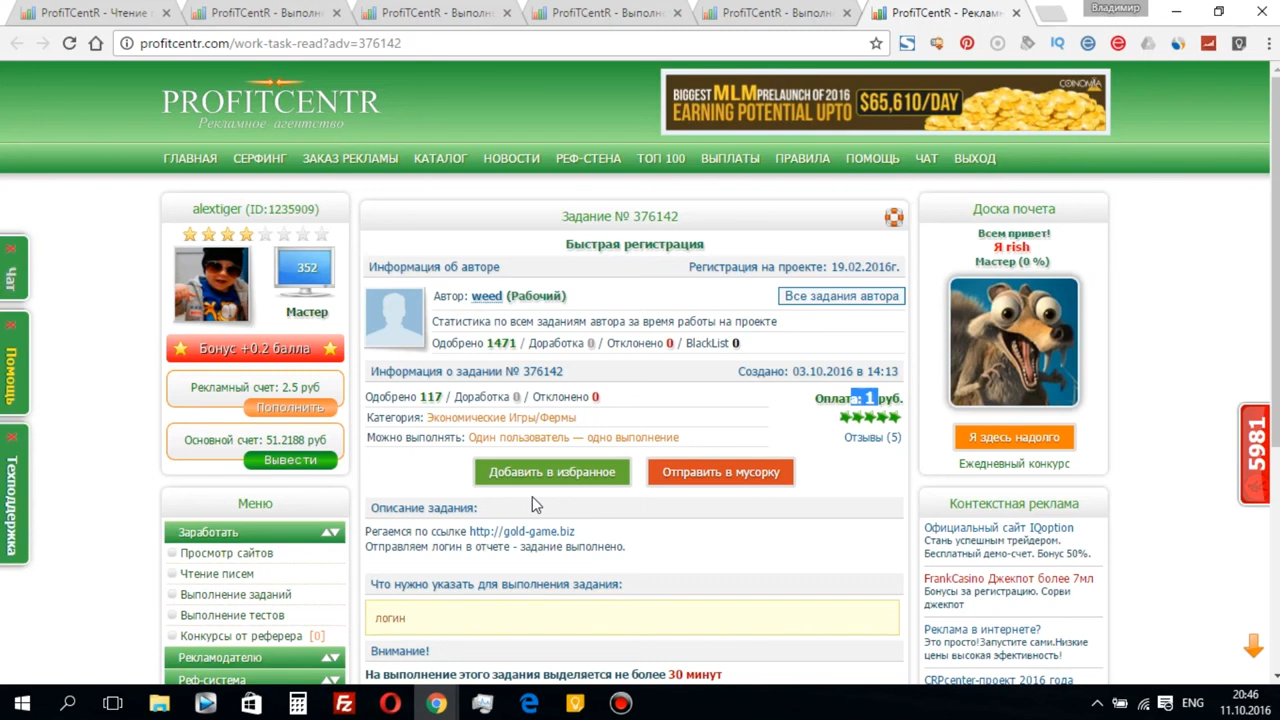 ProfiTCentR - Чтение
ProfiTCentR - Выполн
ProfiTCentR - Выполн
ProfiTCentR - Выполн
ProfiTCentR - Выполн
ProfiTCentR - Реклам
Владимир
profitcentr.com/work-task-read?adv=376142
PROFITCENTR
Рекламное агентство
BIGGEST MLM PRELAUNCH OF 2016
EARNING POTENTIAL UPTO
$65,610/DAY
COINOMIA
ГЛАВНАЯ СЕРФИНГ ЗАКАЗ РЕКЛАМЫ КАТАЛОГ НОВОСТИ РЕФ-СТЕНА ТОП 100 ВЫПЛАТЫ ПРАВИЛА ПОМОЩЬ ЧАТ ВЫХОД
Чат
Помощь
Техподдержка
alextiger (ID:1235909)
352
Мастер
Бонус +0.2 балла
Рекламный счет: 2.5 руб
Пополнить
Основной счет: 51.2188 руб
Вывести
Меню
Заработать
Просмотр сайтов
Чтение писем
Выполнение заданий
Выполнение тестов
Конкурсы от реферера [0]
Рекламодателю
Реф-система
Задание № 376142
Быстрая регистрация
Информация об авторе
Регистрация на проекте: 19.02.2016г.
Автор: weed (Рабочий)
Все задания автора
Статистика по всем заданиям автора за время работы на проекте
Одобрено 1471 / Доработка 0 / Отклонено 0 / BlackList 0
Информация о задании № 376142
Создано: 03.10.2016 в 14:13
Одобрено 117 / Доработка 0 / Отклонено 0
Оплата: 1 руб.
Категория: Экономические Игры/Фермы
Можно выполнять: Один пользователь — одно выполнение
Отзывы (5)
Добавить в избранное
Отправить в мусорку
Описание задания:
Регаемся по ссылке http://gold-game.biz
Отправляем логин в отчете - задание выполнено.
Что нужно указать для выполнения задания:
логин
Внимание!
На выполнение этого задания выделяется не более 30 минут
Доска почета
Всем привет!
Я rish
Мастер (0 %)
Я здесь надолго
Ежедневный конкурс
Контекстная реклама
Официальный сайт IQoption
Стань успешным трейдером.
Бесплатный демо-счет. Бонус 50%.
FrankCasino Джекпот более 7мл
Бонусы за регистрацию. Сорви
джекпот
Реклама в интернете?
Это просто!Запустите сами.Низкие
цены высокая эфективность!
CRPcenter-проект 2016 года
5981
ENG
20:46
11.10.2016